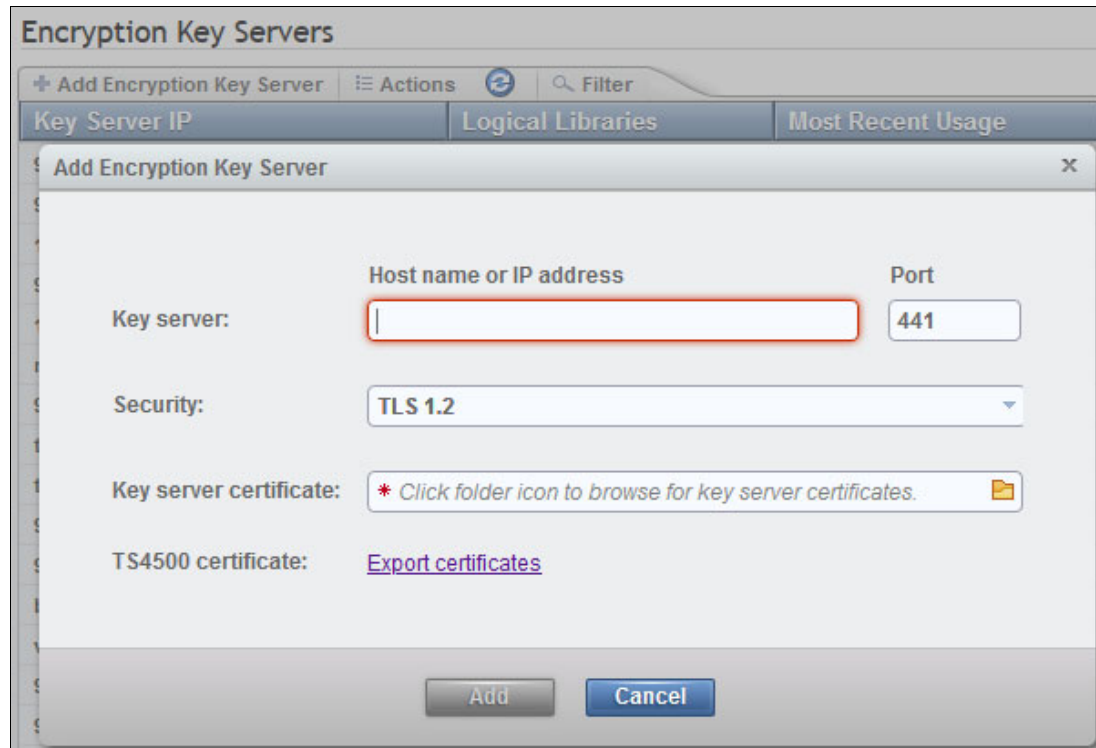 Encryption Key Servers
Add Encryption Key Server Actions Filter
Key Server IP Logical Libraries Most Recent Usage
Add Encryption Key Server x
Host name or IP address Port
Key server: 441
Security: TLS 1.2
Key server certificate: * Click folder icon to browse for key server certificates.
TS4500 certificate: Export certificates
Add Cancel